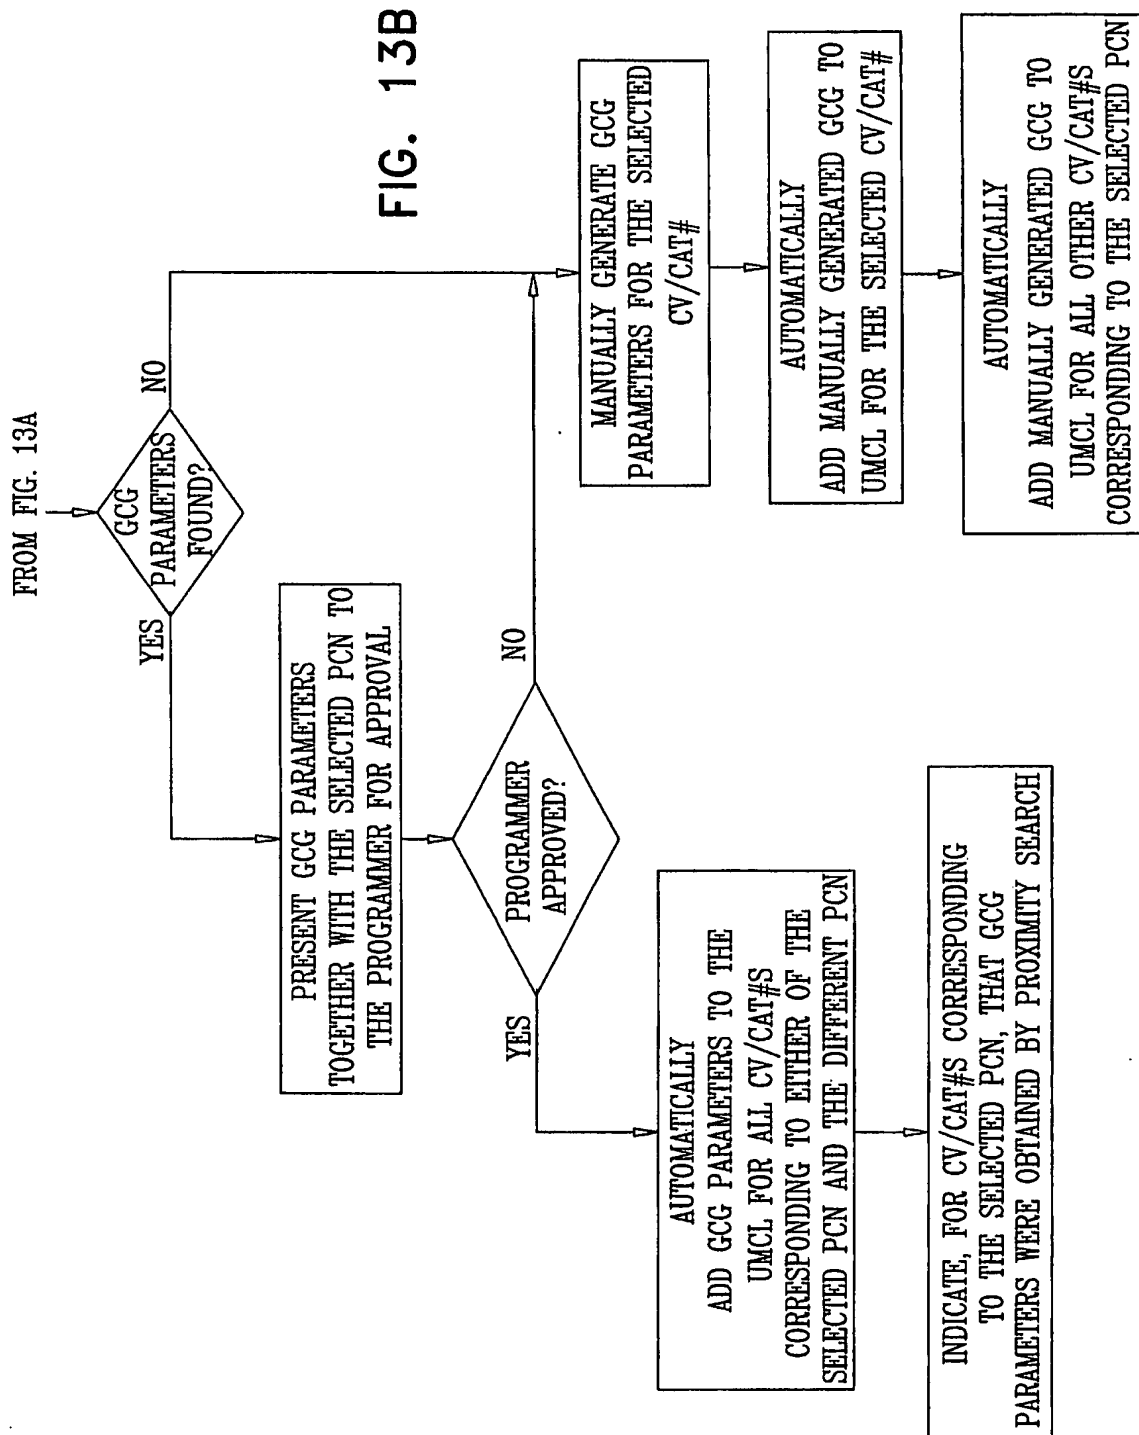 FROM FIG. 13A
GCG
PARAMETERS
FOUND?
YES
NO
PRESENT GCG PARAMETERS
TOGETHER WITH THE SELECTED PCN TO
THE PROGRAMMER FOR APPROVAL
PROGRAMMER
APPROVED?
YES
NO
AUTOMATICALLY
ADD GCG PARAMETERS TO THE
UMCL FOR ALL CV/CAT#S
CORRESPONDING TO EITHER OF THE
SELECTED PCN AND THE DIFFERENT PCN
INDICATE, FOR CV/CAT#S CORRESPONDING
TO THE SELECTED PCN, THAT GCG
PARAMETERS WERE OBTAINED BY PROXIMITY SEARCH
MANUALLY GENERATE GCG
PARAMETERS FOR THE SELECTED
CV/CAT#
AUTOMATICALLY
ADD MANUALLY GENERATED GCG TO
UMCL FOR THE SELECTED CV/CAT#
AUTOMATICALLY
ADD MANUALLY GENERATED GCG TO
UMCL FOR ALL OTHER CV/CAT#S
CORRESPONDING TO THE SELECTED PCN
FIG. 13B